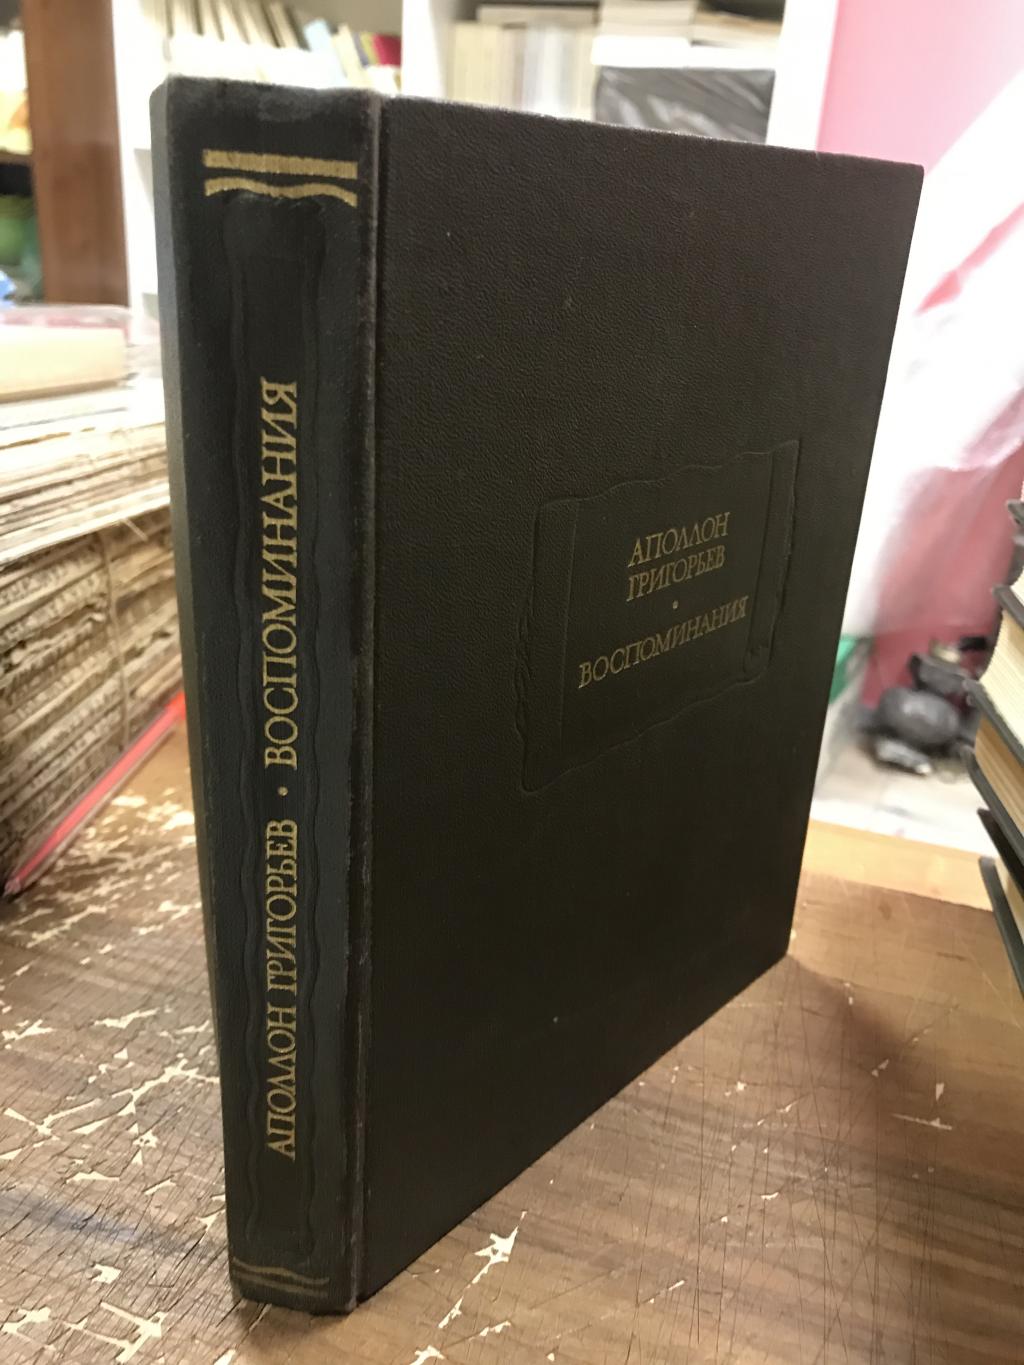 АПОЛЛОН ГРИГОРЬЕВ · ВОСПОМИНАНИЯ
АПОЛЛОН
ГРИГОРЬЕВ
·
ВОСПОМИНАНИЯ